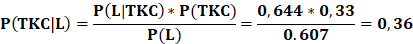 P(TKC|L) = P(L|TKC) * P(TKC) / P(L) = 0,644 * 0,33 / 0.607 = 0,36